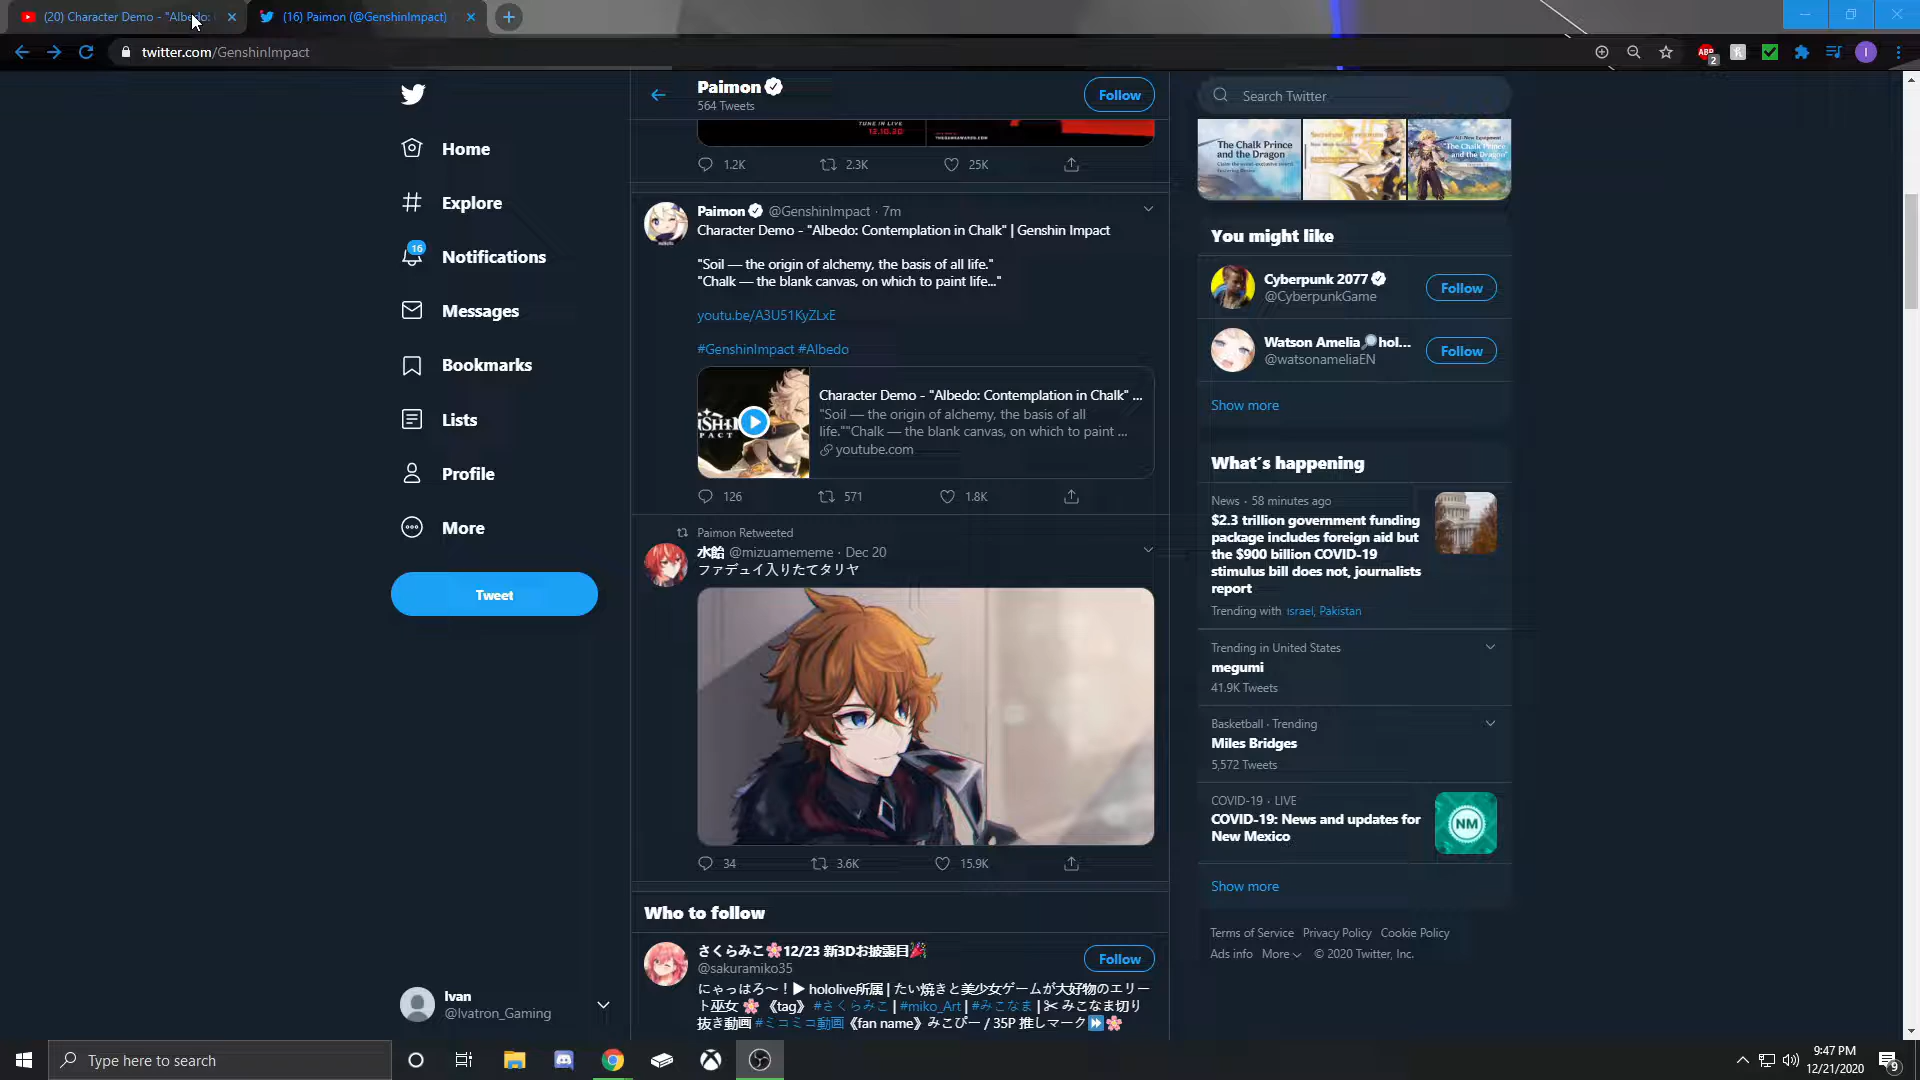 (20) Character Demo - "Albedo:
(16) Paimon (@GenshinImpact)
twitter.com/GenshinImpact
ABP
2
Paimon
564 Tweets
Follow
TUNE IN LIVE
12.10.20
1.2K
2.3K
25K
Home
Explore
16
Notifications
Messages
Bookmarks
Lists
Profile
More
Tweet
Ivan
@Ivatron_Gaming
Paimon @GenshinImpact · 7m
Character Demo - "Albedo: Contemplation in Chalk" | Genshin Impact
"Soil — the origin of alchemy, the basis of all life."
"Chalk — the blank canvas, on which to paint life..."
youtu.be/A3U51KyZLxE
#GenshinImpact #Albedo
Character Demo - "Albedo: Contemplation in Chalk" ...
"Soil — the origin of alchemy, the basis of all
life.""Chalk — the blank canvas, on which to paint ...
youtube.com
126
571
1.8K
Paimon Retweeted
水飴 @mizuamememe · Dec 20
ファデュイ入りたてタリヤ
34
3.6K
15.9K
Who to follow
さくらみこ🌸12/23 新3Dお披露目🎉
@sakuramiko35
Follow
にゃっはろ〜！▶ hololive所属 | たい焼きと美少女ゲームが大好物のエリー
ト巫女 🌸 《tag》 #さくらみこ | #miko_Art | #みこなま | ✂ みこなま切り
抜き動画 #ミコミコ動画《fan name》みこぴー / 35P 推しマーク⏩🌸
Search Twitter
The Chalk Prince
and the Dragon
"The Chalk Prince
and the Dragon"
You might like
Cyberpunk 2077
@CyberpunkGame
Follow
Watson Amelia🔎hol...
@watsonameliaEN
Follow
Show more
What's happening
News · 58 minutes ago
$2.3 trillion government funding
package includes foreign aid but
the $900 billion COVID-19
stimulus bill does not, journalists
report
Trending with Israel, Pakistan
Trending in United States
megumi
41.9K Tweets
Basketball · Trending
Miles Bridges
5,572 Tweets
COVID-19 · LIVE
COVID-19: News and updates for
New Mexico
NM
Show more
Terms of Service Privacy Policy Cookie Policy
Ads info More © 2020 Twitter, Inc.
Type here to search
9:47 PM
12/21/2020
9